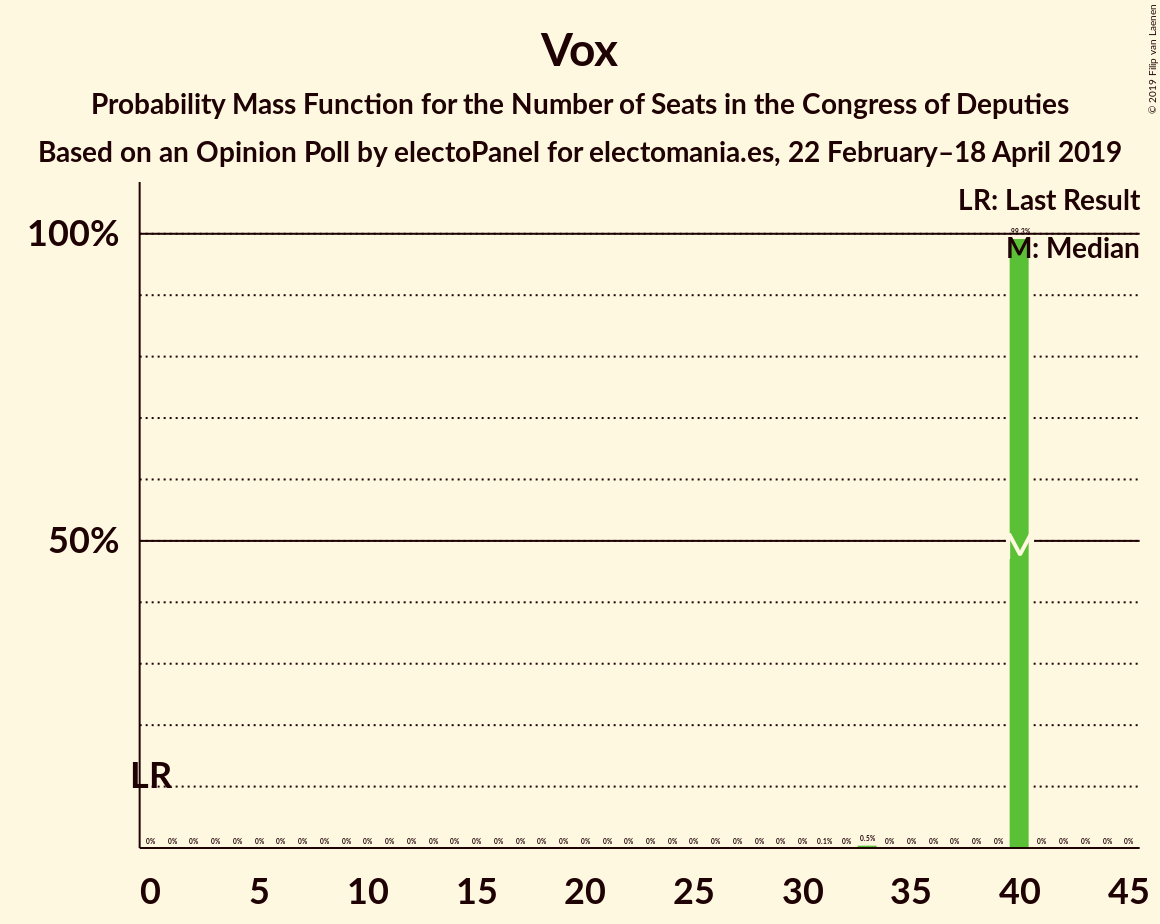 Vox
Probability Mass Function for the Number of Seats in the Congress of Deputies
Based on an Opinion Poll by electoPanel for electomania.es, 22 February–18 April 2019
© 2019 Filip van Laenen
LR: Last Result
M: Median
100%
50%
99.3%
LR
0% 0% 0% 0% 0% 0% 0% 0% 0% 0% 0% 0% 0% 0% 0% 0% 0% 0% 0% 0% 0% 0% 0% 0% 0% 0% 0% 0% 0% 0% 0% 0.1% 0% 0.5% 0% 0% 0% 0% 0% 0% 0% 0% 0% 0% 0%
0 5 10 15 20 25 30 35 40 45